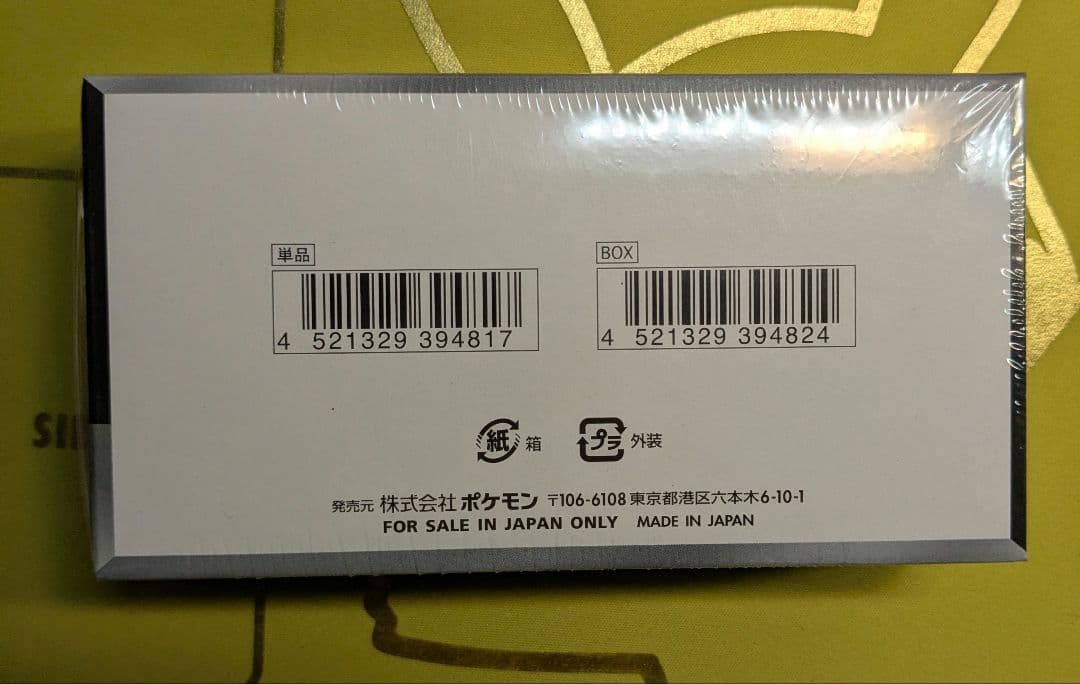 単品
4 521329 394817
BOX
4 521329 394824
紙 箱
プラ 外装
発売元 株式会社ポケモン 〒106-6108 東京都港区六本木6-10-1
FOR SALE IN JAPAN ONLY MADE IN JAPAN